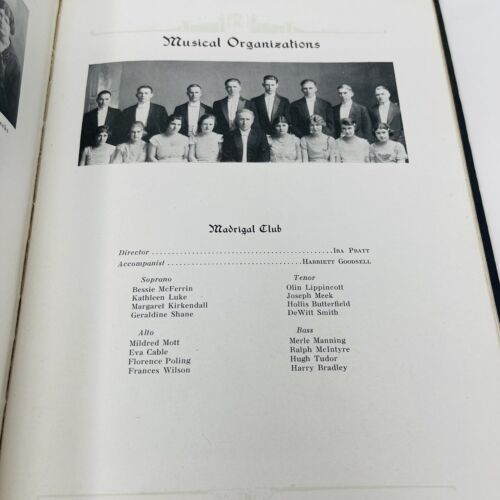 Musical Organizations
Madrigal Club
Director ............................................ Ira Pratt
Accompanist ................................. Harriett Goodsell
Soprano
Bessie McFerrin
Kathleen Luke
Margaret Kirkendall
Geraldine Shane
Tenor
Olin Lippincott
Joseph Meek
Hollis Butterfield
DeWitt Smith
Alto
Mildred Mott
Eva Cable
Florence Poling
Frances Wilson
Bass
Merle Manning
Ralph McIntyre
Hugh Tudor
Harry Bradley